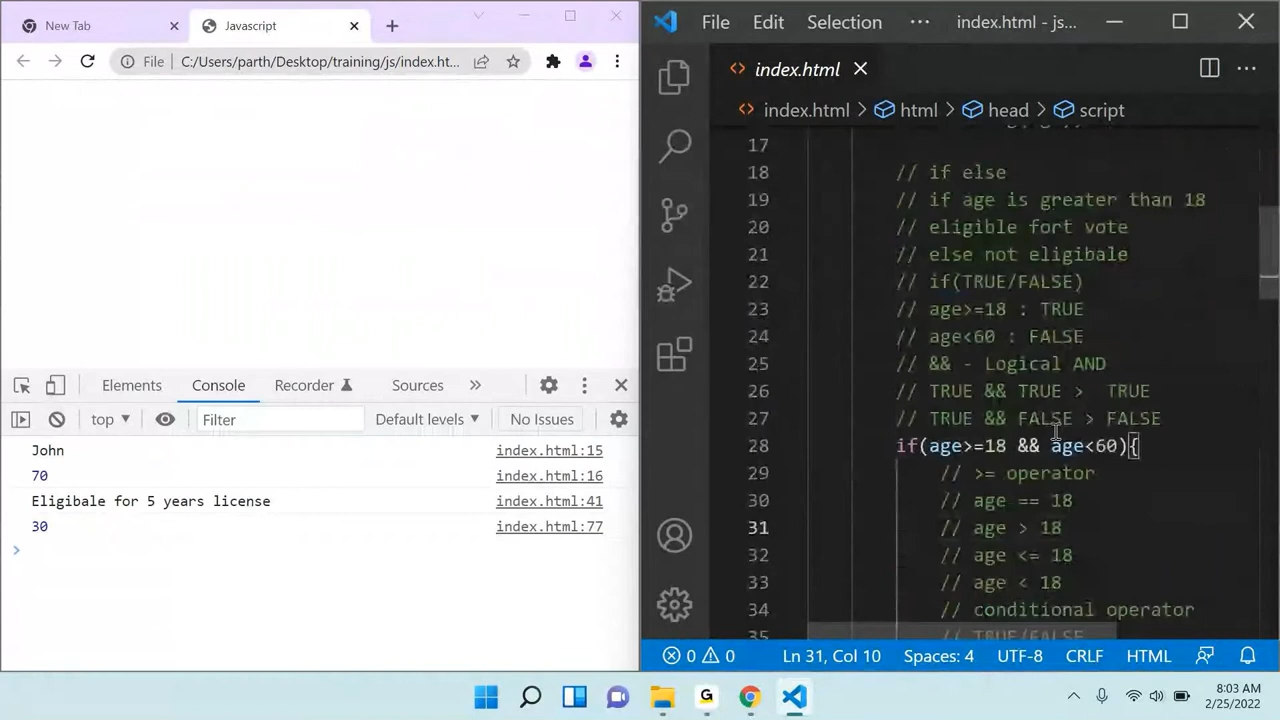 New Tab
Javascript
File
C:/Users/parth/Desktop/training/js/index.ht...
Elements
Console
Recorder
Sources
top
Filter
Default levels
No Issues
John
index.html:15
70
index.html:16
Eligibale for 5 years license
index.html:41
30
index.html:77
File
Edit
Selection
index.html - js...
index.html
index.html
html
head
script
17
18 // if else
19 // if age is greater than 18
20 // eligible fort vote
21 // else not eligibale
22 // if(TRUE/FALSE)
23 // age>=18 : TRUE
24 // age<60 : FALSE
25 // && - Logical AND
26 // TRUE && TRUE > TRUE
27 // TRUE && FALSE > FALSE
28 if(age>=18 && age<60){
29 // >= operator
30 // age == 18
31 // age > 18
32 // age <= 18
33 // age < 18
34 // conditional operator
35 // TRUE/FALSE
0
0
Ln 31, Col 10
Spaces: 4
UTF-8
CRLF
HTML
G
8:03 AM
2/25/2022